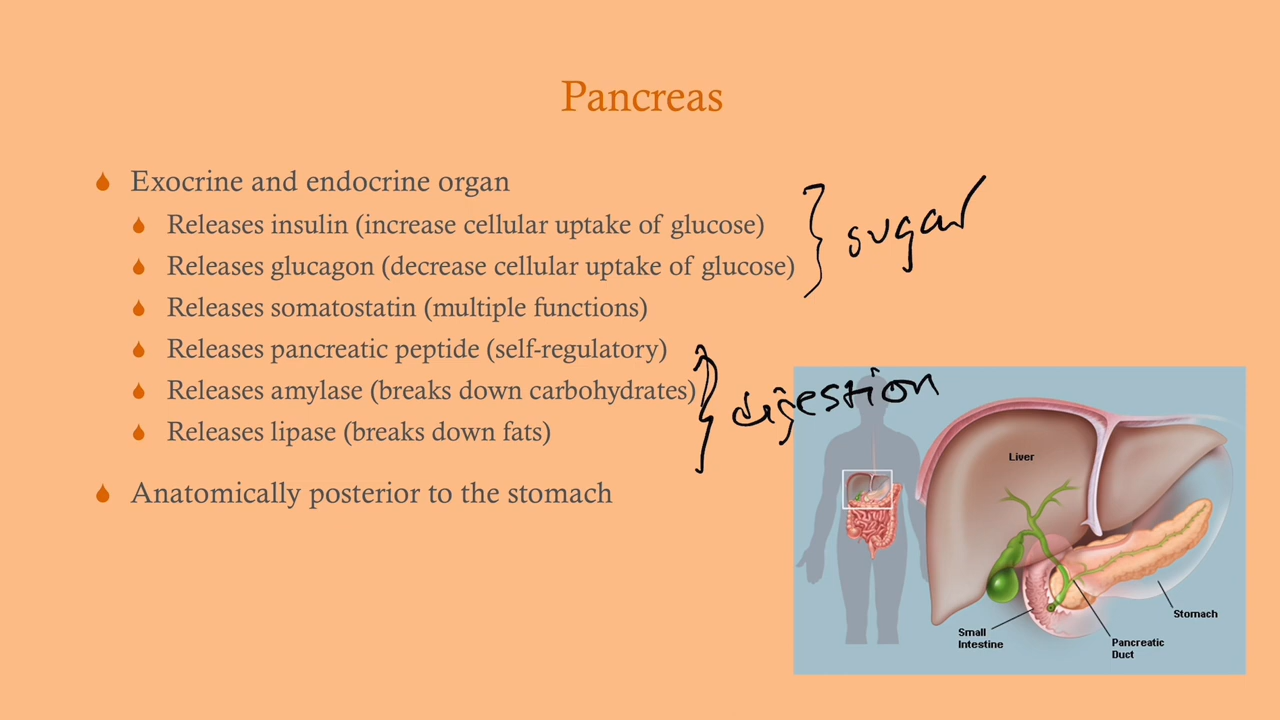 Pancreas
Exocrine and endocrine organ
Releases insulin (increase cellular uptake of glucose)
Releases glucagon (decrease cellular uptake of glucose)
sugar
Releases somatostatin (multiple functions)
Releases pancreatic peptide (self-regulatory)
Releases amylase (breaks down carbohydrates)
digestion
Releases lipase (breaks down fats)
Anatomically posterior to the stomach
Liver
Stomach
Small
Intestine
Pancreatic
Duct